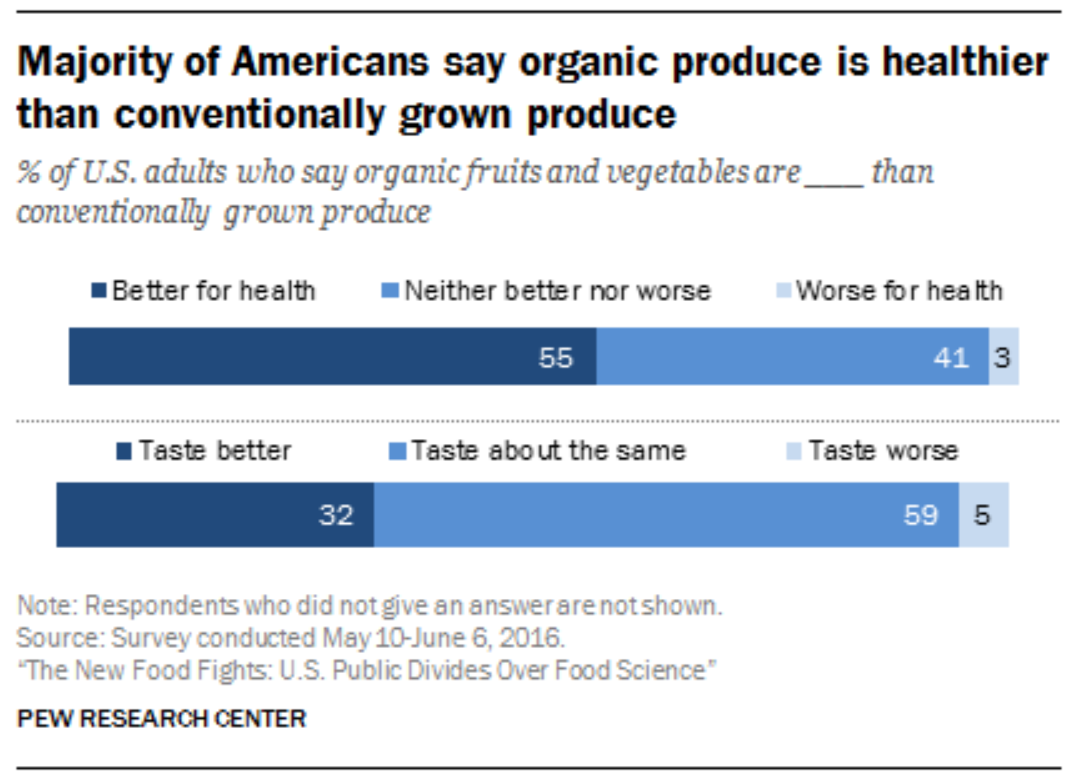 Majority of Americans say organic produce is healthier
than conventionally grown produce
% of U.S. adults who say organic fruits and vegetables are ___ than
conventionally grown produce
Better for health Neither better nor worse Worse for health
55 41 3
Taste better Taste about the same Taste worse
32 59 5
Note: Respondents who did not give an answer are not shown.
Source: Survey conducted May 10-June 6, 2016.
“The New Food Fights: U.S. Public Divides Over Food Science”
PEW RESEARCH CENTER